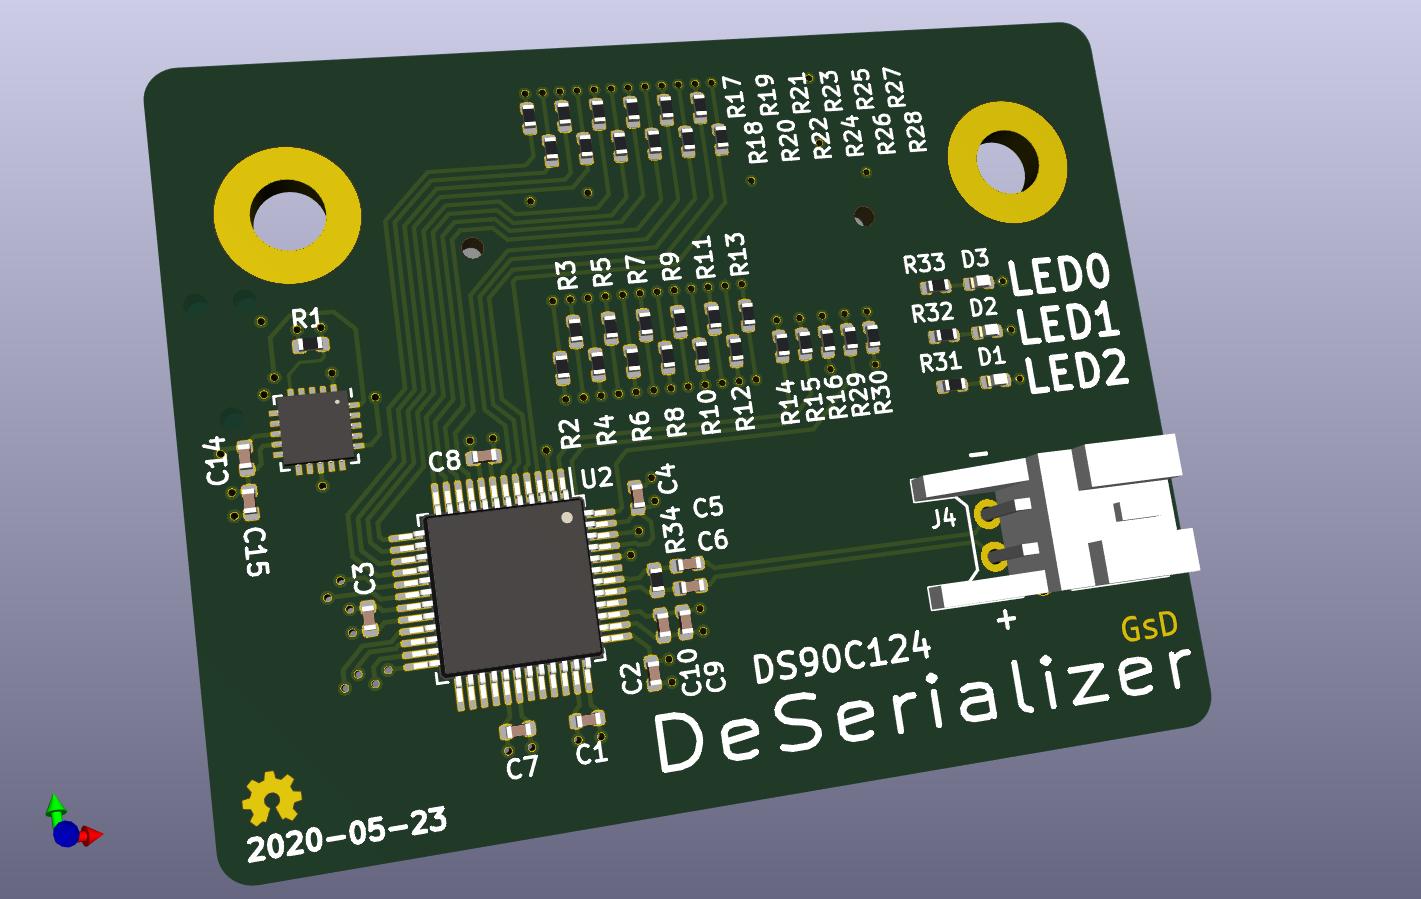 R17 R19 R21 R23 R25 R27
R18 R20 R22 R24 R26 R28
R3 R5 R7 R9 R11 R13
R33 D3 LED0
R32 D2 LED1
R31 D1 LED2
R1
R2 R4 R6 R8 R10 R12
R14 R15 R16 R29 R30
C14
C15
C8
U2
C4
R34
C5
C6
− J4 +
C3
C2 C10 C9
C7
C1
GsD
DS90C124
DeSerializer
2020-05-23